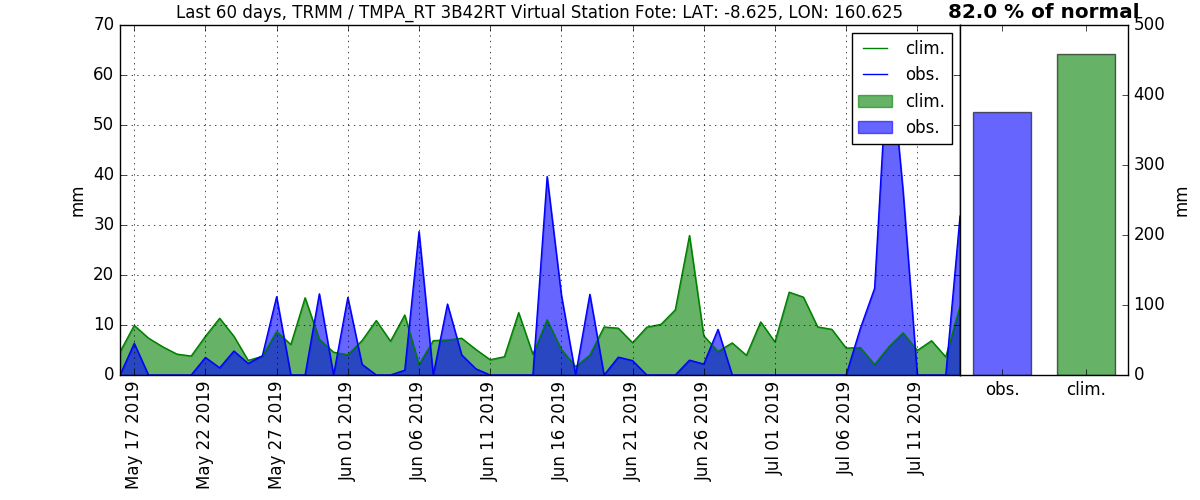 Last 60 days, TRMM / TMPA_RT 3B42RT Virtual Station Fote: LAT: -8.625, LON: 160.625
82.0 % of normal
70
60
50
40
30
20
10
0
mm
clim.
obs.
clim.
obs.
500
400
300
200
100
0
mm
May 17 2019
May 22 2019
May 27 2019
Jun 01 2019
Jun 06 2019
Jun 11 2019
Jun 16 2019
Jun 21 2019
Jun 26 2019
Jul 01 2019
Jul 06 2019
Jul 11 2019
obs.
clim.